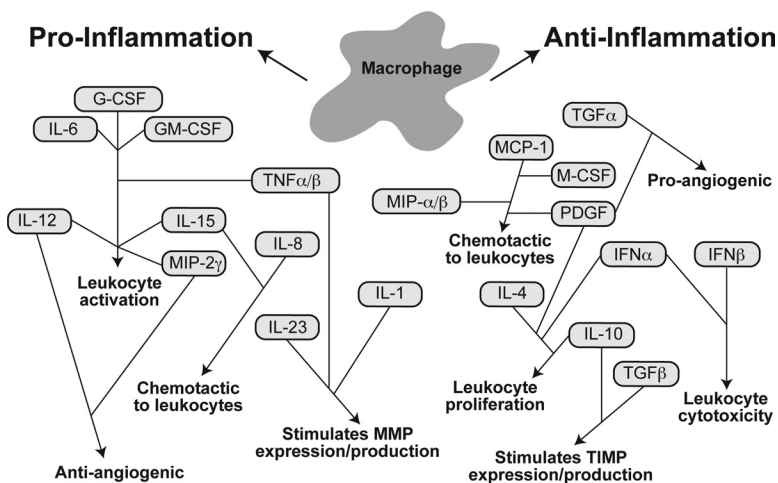 Pro-Inflammation
Macrophage
Anti-Inflammation
G-CSF
IL-6
GM-CSF
TNFα/β
IL-12
IL-15
IL-8
MIP-2γ
Leukocyte
activation
IL-1
IL-23
Chemotactic
to leukocytes
Stimulates MMP
expression/production
Anti-angiogenic
TGFα
MCP-1
M-CSF
Pro-angiogenic
MIP-α/β
PDGF
Chemotactic
to leukocytes
IFNα
IFNβ
IL-4
IL-10
TGFβ
Leukocyte
proliferation
Leukocyte
cytotoxicity
Stimulates TIMP
expression/production